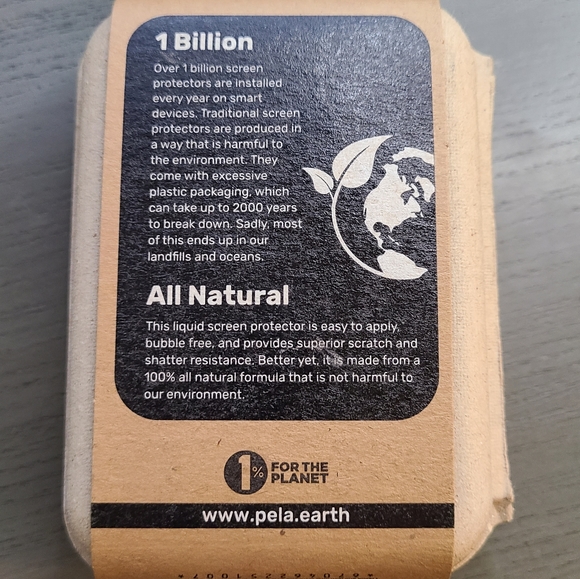 1 Billion
Over 1 billion screen
protectors are installed
every year on smart
devices. Traditional screen
protectors are produced in
a way that is harmful to
the environment. They
come with excessive
plastic packaging, which
can take up to 2000 years
to break down. Sadly, most
of this ends up in our
landfills and oceans.
All Natural
This liquid screen protector is easy to apply,
bubble free, and provides superior scratch and
shatter resistance. Better yet, it is made from a
100% all natural formula that is not harmful to
our environment.
1%
FOR THE
PLANET
www.pela.earth